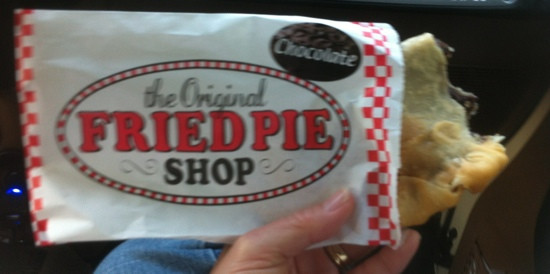 Chocolate
the Original
FRIED PIE
SHOP